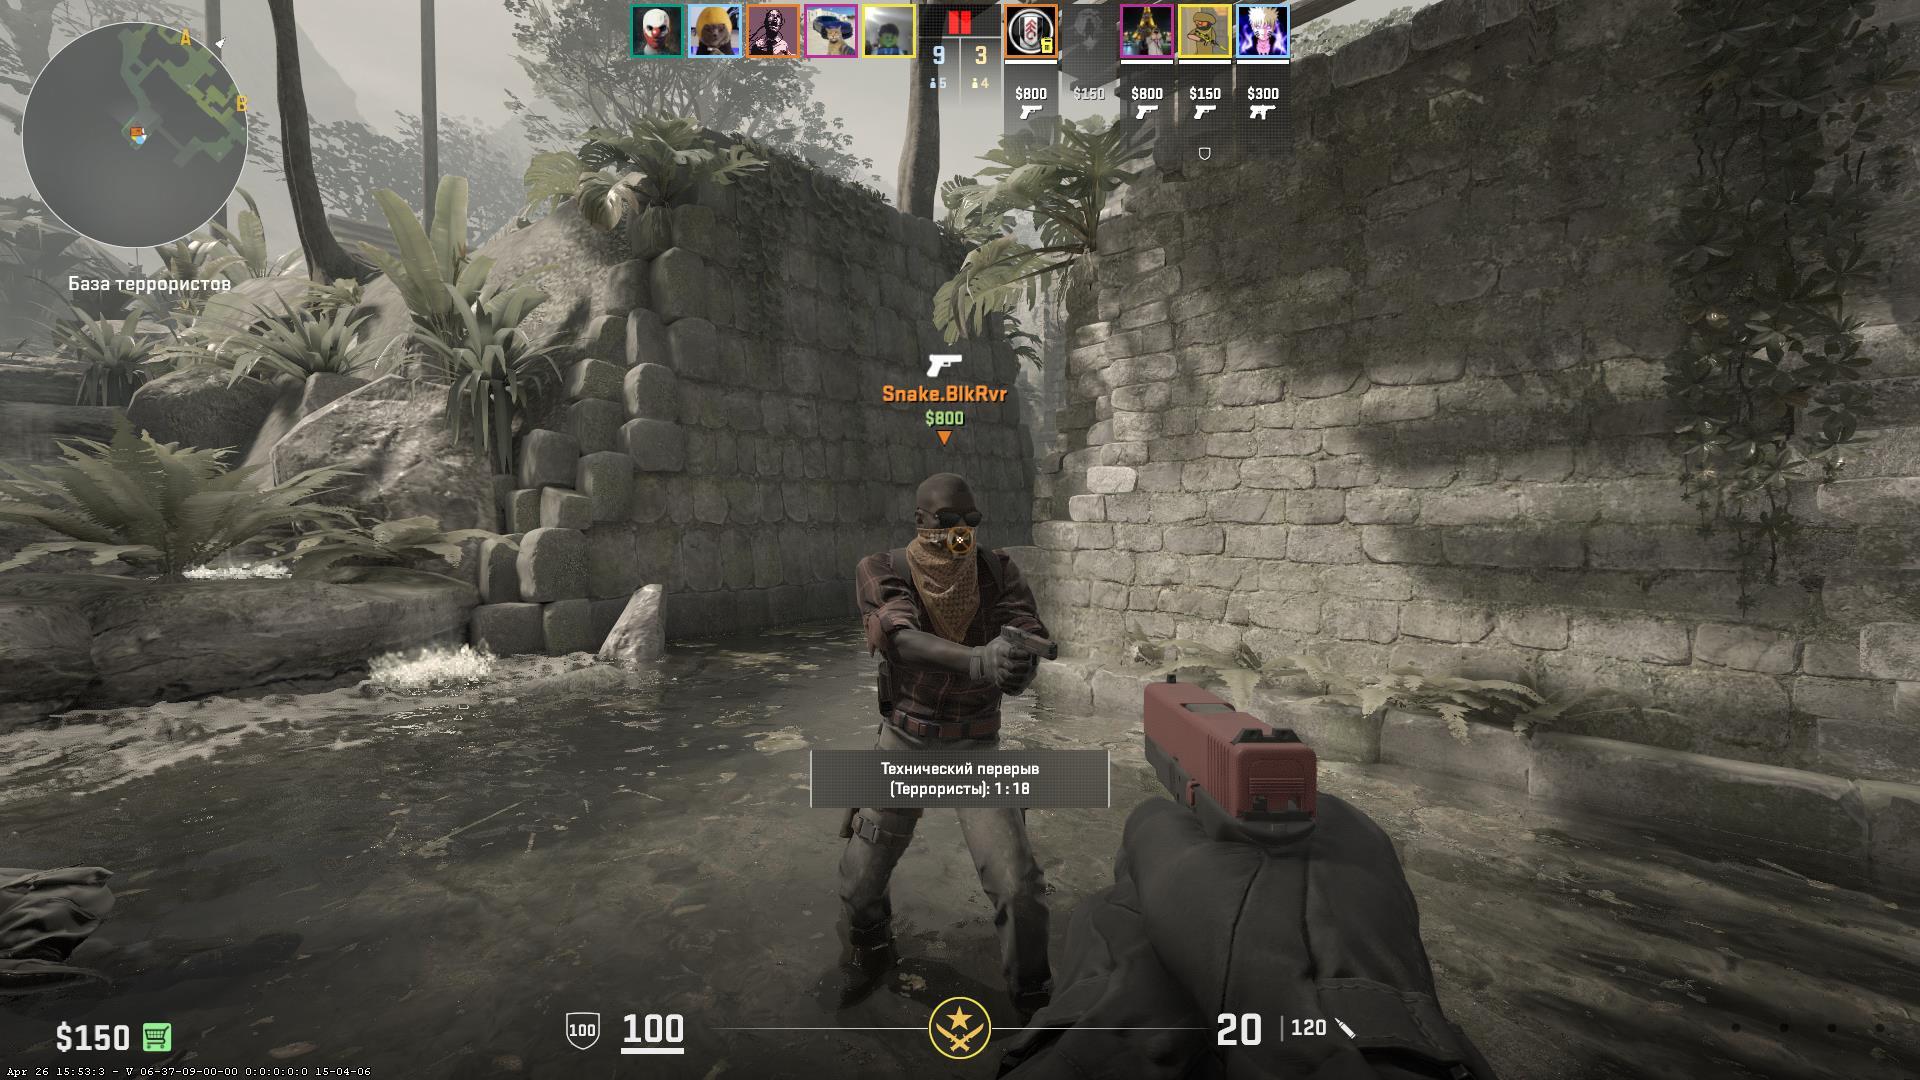 A
B
9 3
5 4
$800 $150 $800 $150 $300
База террористов
Snake.BlkRvr
$800
Технический перерыв
(Террористы): 1:18
$150
100 100
20 | 120
Apr 26 15:53:3 - V 06-37-09-00-00 0:0:0:0:0 15-04-06